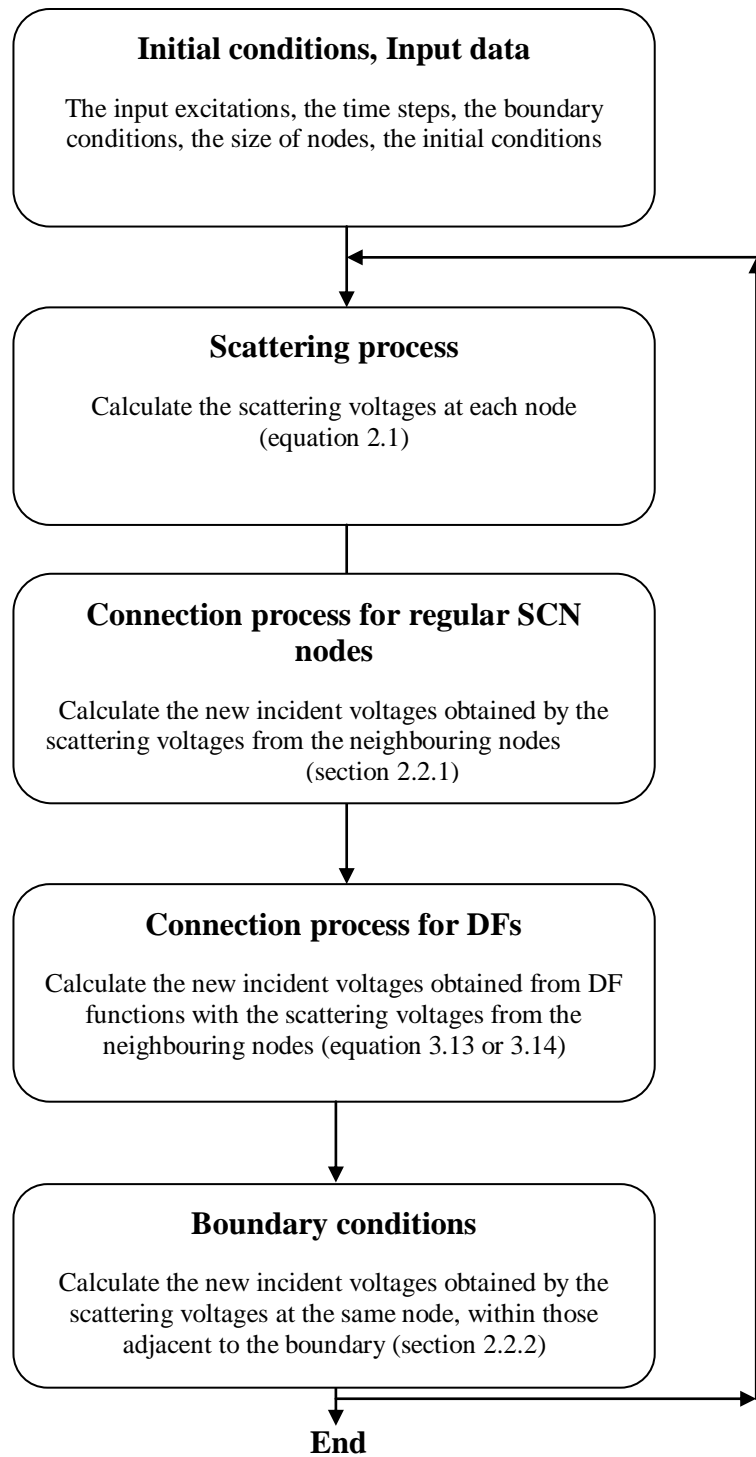 Initial conditions, Input data
The input excitations, the time steps, the boundary
conditions, the size of nodes, the initial conditions
Scattering process
Calculate the scattering voltages at each node
(equation 2.1)
Connection process for regular SCN
nodes
Calculate the new incident voltages obtained by the
scattering voltages from the neighbouring nodes
(section 2.2.1)
Connection process for DFs
Calculate the new incident voltages obtained from DF
functions with the scattering voltages from the
neighbouring nodes (equation 3.13 or 3.14)
Boundary conditions
Calculate the new incident voltages obtained by the
scattering voltages at the same node, within those
adjacent to the boundary (section 2.2.2)
End